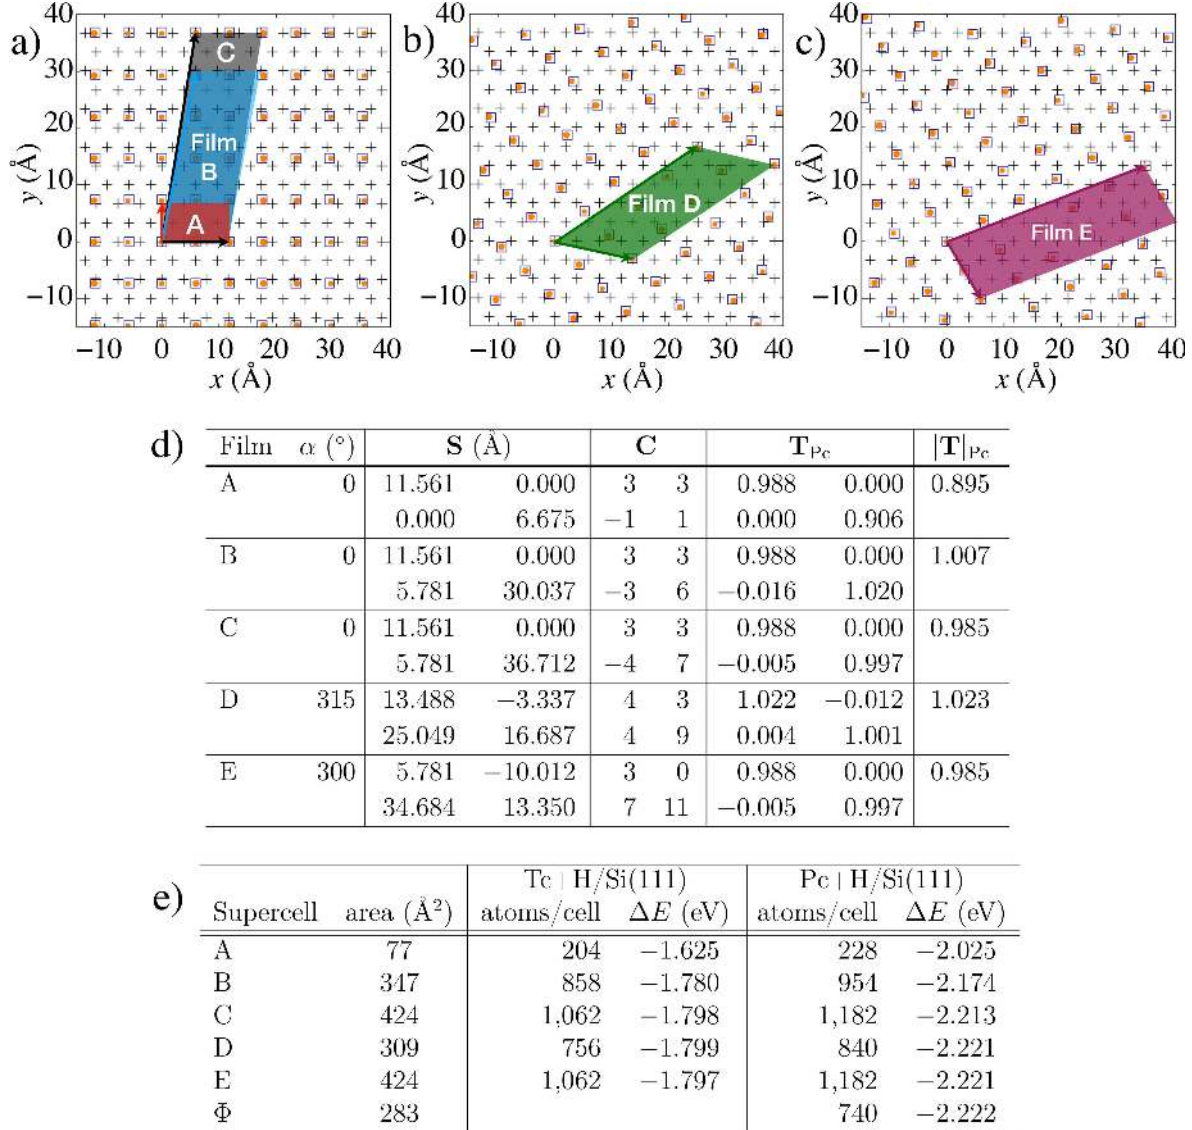 a)
40
30
20
10
0
−10
y (Å)
−10 0 10 20 30 40
x (Å)
C
Film
B
A
b)
40
30
20
10
0
−10
y (Å)
−10 0 10 20 30 40
x (Å)
Film D
c)
40
30
20
10
0
−10
y (Å)
−10 0 10 20 30 40
x (Å)
Film E
d)
Film α (°) S (Å) C T_Pc |T|_Pc
A 0 11.561 0.000 3 3 0.988 0.000 0.895
0.000 6.675 −1 1 0.000 0.906
B 0 11.561 0.000 3 3 0.988 0.000 1.007
5.781 30.037 −3 6 −0.016 1.020
C 0 11.561 0.000 3 3 0.988 0.000 0.985
5.781 36.712 −4 7 −0.005 0.997
D 315 13.488 −3.337 4 3 1.022 −0.012 1.023
25.049 16.687 4 9 0.004 1.001
E 300 5.781 −10.012 3 0 0.988 0.000 0.985
34.684 13.350 7 11 −0.005 0.997
e)
Tc | H/Si(111) Pc | H/Si(111)
Supercell area (Å²) atoms/cell ΔE (eV) atoms/cell ΔE (eV)
A 77 204 −1.625 228 −2.025
B 347 858 −1.780 954 −2.174
C 424 1,062 −1.798 1,182 −2.213
D 309 756 −1.799 840 −2.221
E 424 1,062 −1.797 1,182 −2.221
Φ 283 740 −2.222